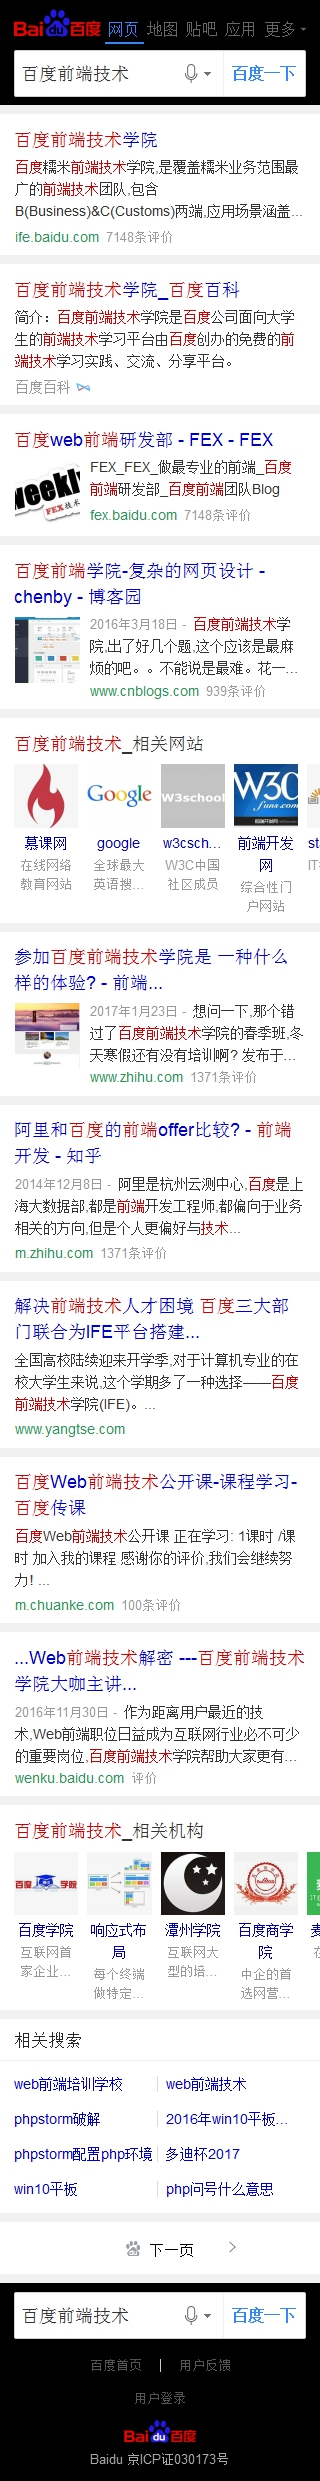 Bai du 百度 网页 地图 贴吧 应用 更多
百度前端技术 百度一下
百度前端技术学院
百度糯米前端技术学院,是覆盖糯米业务范围最
广的前端技术团队,包含
B(Business)&C(Customs)两端,应用场景涵盖...
ife.baidu.com 7148条评价
百度前端技术学院_百度百科
简介：百度前端技术学院是百度公司面向大学
生的前端技术学习平台由百度创办的免费的前
端技术学习实践、交流、分享平台。
百度百科
百度web前端研发部 - FEX - FEX
weekly
FEX技术
FEX_FEX_做最专业的前端_百度
前端研发部_百度前端团队Blog
fex.baidu.com 7148条评价
百度前端学院-复杂的网页设计 -
chenby - 博客园
2016年3月18日 - 百度前端技术学
院,出了好几个题,这个应该是最麻
烦的吧。。不能说是最难。花一...
www.cnblogs.com 939条评价
百度前端技术_相关网站
Google W3school W3C funs.com
慕课网 google w3csch... 前端开发 st
网
在线网络 全球最大 W3C中国 IT
教育网站 英语搜... 社区成员 综合性门
户网站
参加百度前端技术学院是 一种什么
样的体验? - 前端...
2017年1月23日 - 想问一下,那个错
过了百度前端技术学院的春季班,冬
天寒假还有没有培训啊? 发布于...
www.zhihu.com 1371条评价
阿里和百度的前端offer比较? - 前端
开发 - 知乎
2014年12月8日 - 阿里是杭州云测中心,百度是上
海大数据部,都是前端开发工程师,都偏向于业务
相关的方向,但是个人更偏好与技术...
m.zhihu.com 1371条评价
解决前端技术人才困境 百度三大部
门联合为IFE平台搭建...
全国高校陆续迎来开学季,对于计算机专业的在
校大学生来说,这个学期多了一种选择——百度
前端技术学院(IFE)。...
www.yangtse.com
百度Web前端技术公开课-课程学习-
百度传课
百度Web前端技术公开课 正在学习: 1课时 /课
时 加入我的课程 感谢你的评价,我们会继续努
力! ...
m.chuanke.com 100条评价
...Web前端技术解密 ---百度前端技术
学院大咖主讲...
2016年11月30日 - 作为距离用户最近的技
术,Web前端职位日益成为互联网行业必不可少
的重要岗位,百度前端技术学院帮助大家更有...
wenku.baidu.com 评价
百度前端技术_相关机构
百度 学院
百度学院 响应式布 潭州学院 百度商学 麦
局 院
互联网首 互联网大 在
家企业... 每个终端 型的培... 中企的首
做特定... 选网营...
相关搜索
web前端培训学校 web前端技术
phpstorm破解 2016年win10平板...
phpstorm配置php环境 多迪杯2017
win10平板 php问号什么意思
下一页
百度前端技术 百度一下
百度首页 | 用户反馈
用户登录
Bai du 百度
Baidu 京ICP证030173号